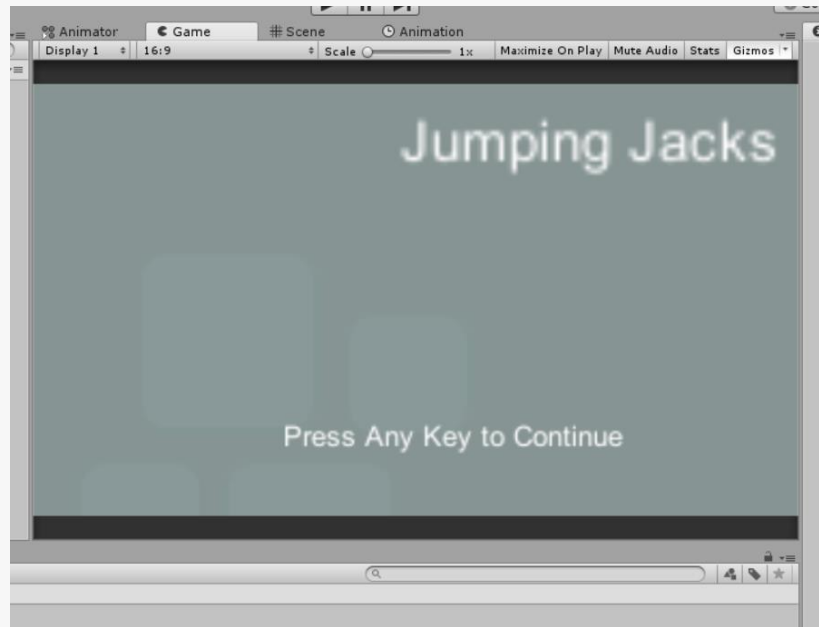 Animator Game Scene Animation
Display 1 16:9 Scale 1x Maximize On Play Mute Audio Stats Gizmos
Jumping Jacks
Press Any Key to Continue